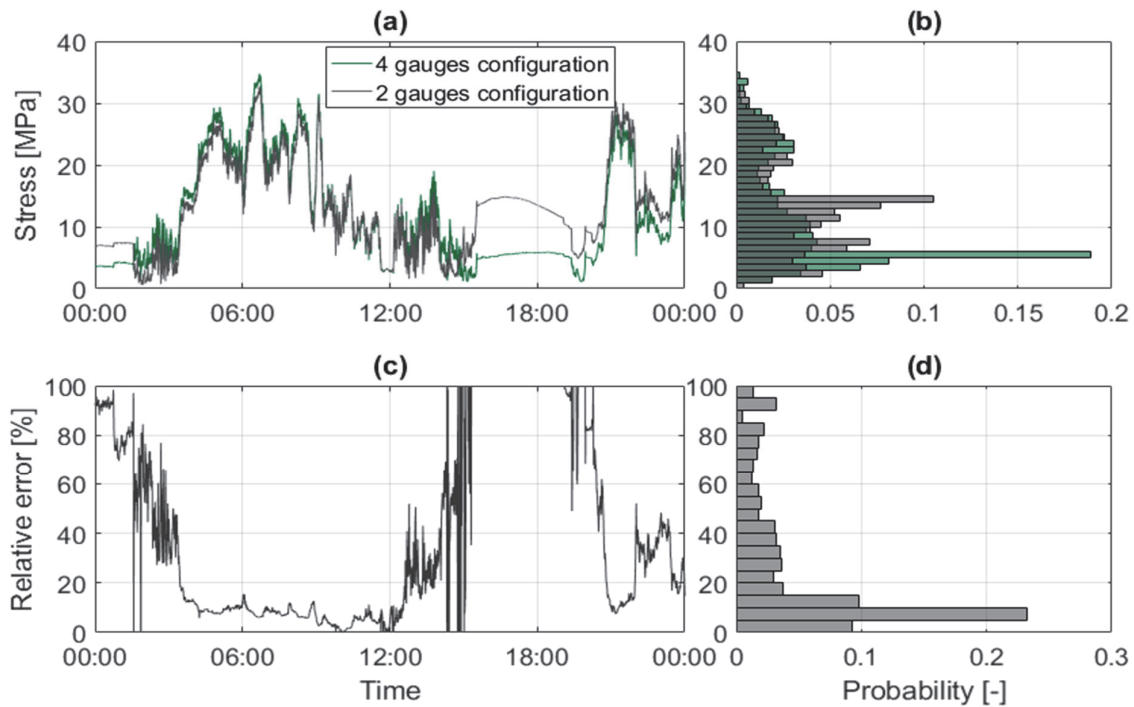 (a)
(b)
Stress [MPa]
40
30
20
10
0
4 gauges configuration
2 gauges configuration
00:00 06:00 12:00 18:00 00:00
40
30
20
10
0
0 0.05 0.1 0.15 0.2
(c)
(d)
Relative error [%]
100
80
60
40
20
0
00:00 06:00 12:00 18:00 00:00
Time
100
80
60
40
20
0
0 0.1 0.2 0.3
Probability [-]